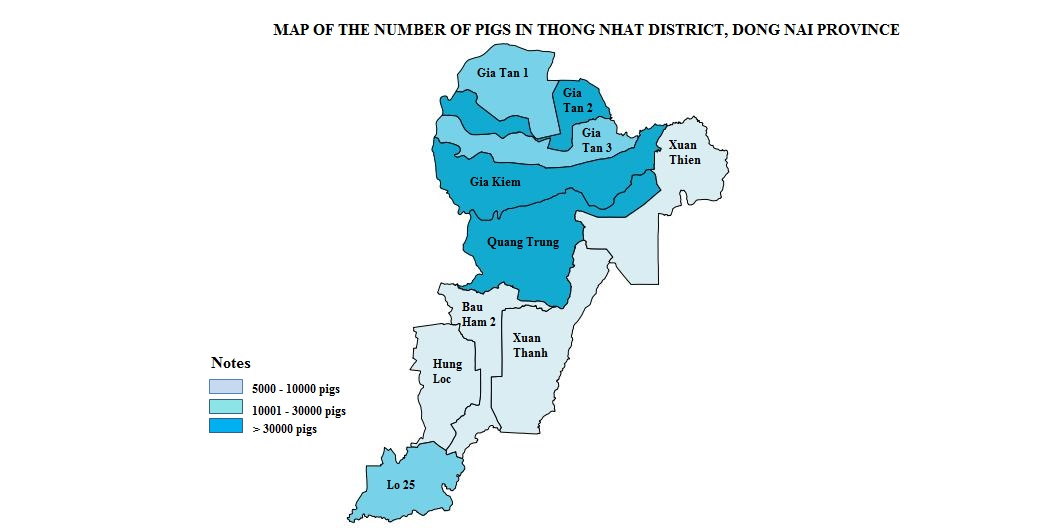 MAP OF THE NUMBER OF PIGS IN THONG NHAT DISTRICT, DONG NAI PROVINCE
Gia Tan 1
Gia
Tan 2
Gia
Tan 3
Xuan
Thien
Gia Kiem
Quang Trung
Bau
Ham 2
Xuan
Thanh
Hung
Loc
Lo 25
Notes
5000 - 10000 pigs
10001 - 30000 pigs
> 30000 pigs